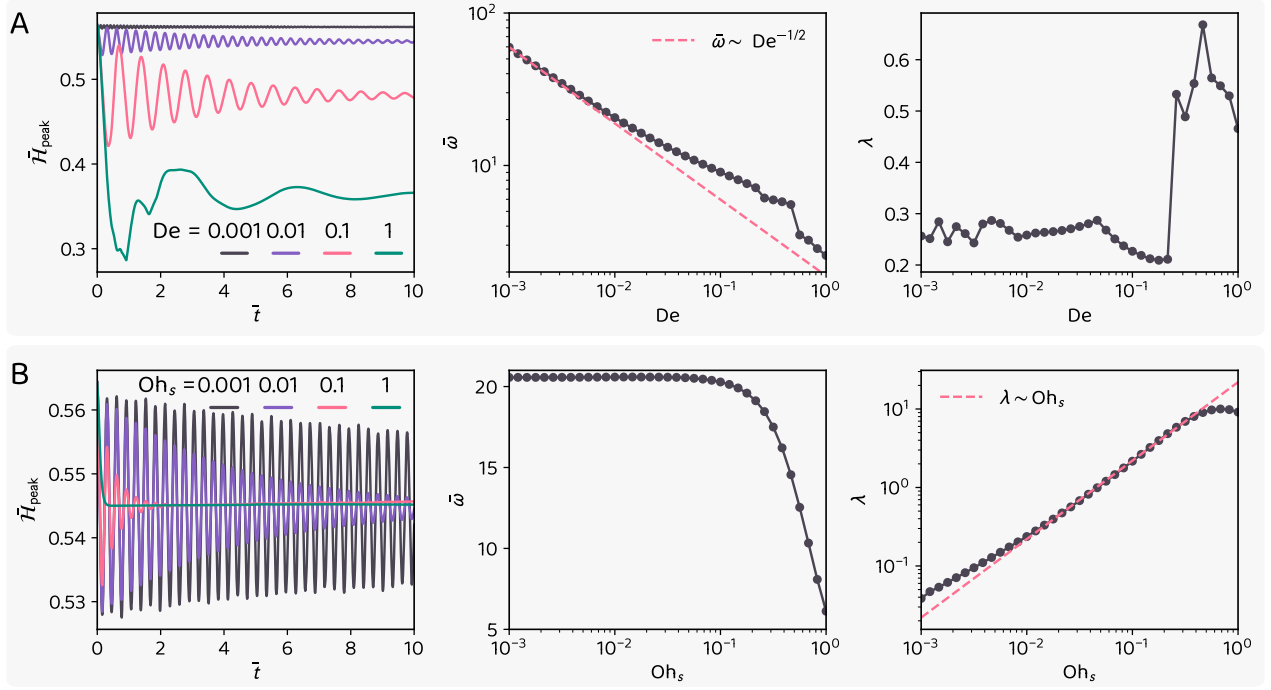 A
0.5
0.4
0.3
H̄peak
De = 0.001 0.01 0.1 1
0 2 4 6 8 10
t̄
10²
10¹
ω̄
ω̄ ~ De⁻¹/²
10⁻³ 10⁻² 10⁻¹ 10⁰
De
0.6
0.5
0.4
0.3
0.2
λ
10⁻³ 10⁻² 10⁻¹ 10⁰
De
B
0.56
0.55
0.54
0.53
H̄peak
Ohₛ = 0.001 0.01 0.1 1
0 2 4 6 8 10
t̄
20
15
10
5
ω̄
10⁻³ 10⁻² 10⁻¹ 10⁰
Ohₛ
10¹
10⁰
10⁻¹
λ
λ ~ Ohₛ
10⁻³ 10⁻² 10⁻¹ 10⁰
Ohₛ